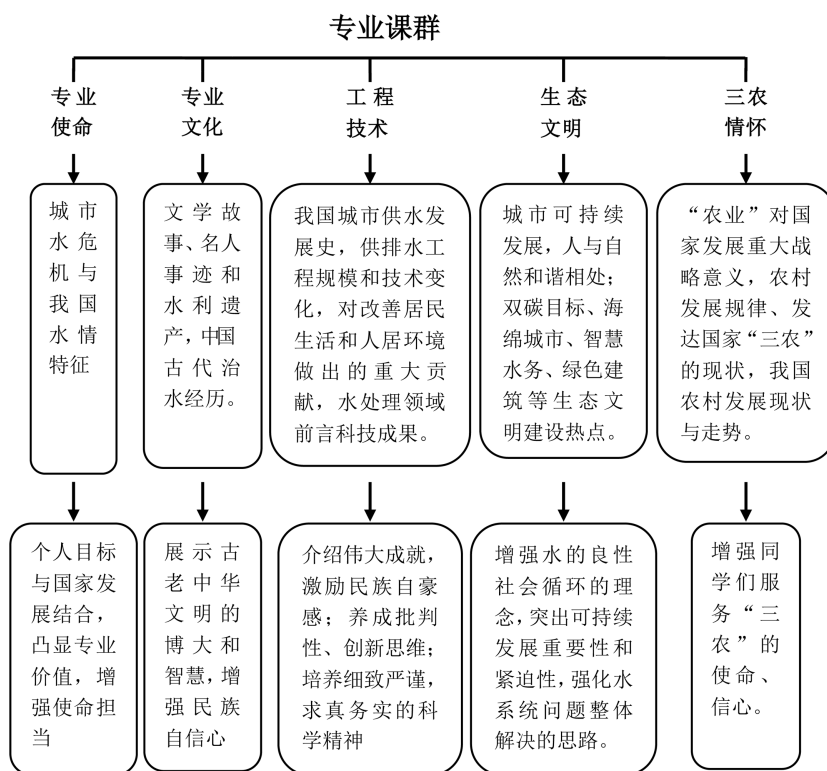 专业课群
专 业
使命
专 业
文化
工 程
技术
生 态
文明
三农
情怀
城 市
水 危
机 与
我 国
水 情
特征
文 学 故
事、名人
事 迹 和
水 利 遗
产，中国
古 代 治
水经历。
我国城市供水发
展史，供排水工
程规模和技术变
化，对改善居民
生活和人居环境
做出的重大贡
献，水处理领域
前言科技成果。
城市可持续
发展，人与自
然和谐相处；
双碳目标、海
绵城市、智慧
水务、绿色建
筑等生态文
明建设热点。
“农业”对国
家发展重大战
略意义，农村
发展规律、发
达国家“三农”
的现状，我国
农村发展现状
与走势。
个人目标
与国家发
展结合，
凸显专业
价值，增
强使命担
当
展 示 古
老 中 华
文 明 的
博 大 和
智慧，增
强 民 族
自信心
介绍伟大成就，
激励民族自豪
感；养成批判
性、创新思维；
培养细致严谨，
求真务实的科
学精神
增强水的良性
社会循环的理
念，突出可持续
发展重要性和
紧迫性，强化水
系统问题整体
解决的思路。
增强同
学们服
务“三
农”的
使命、
信心。